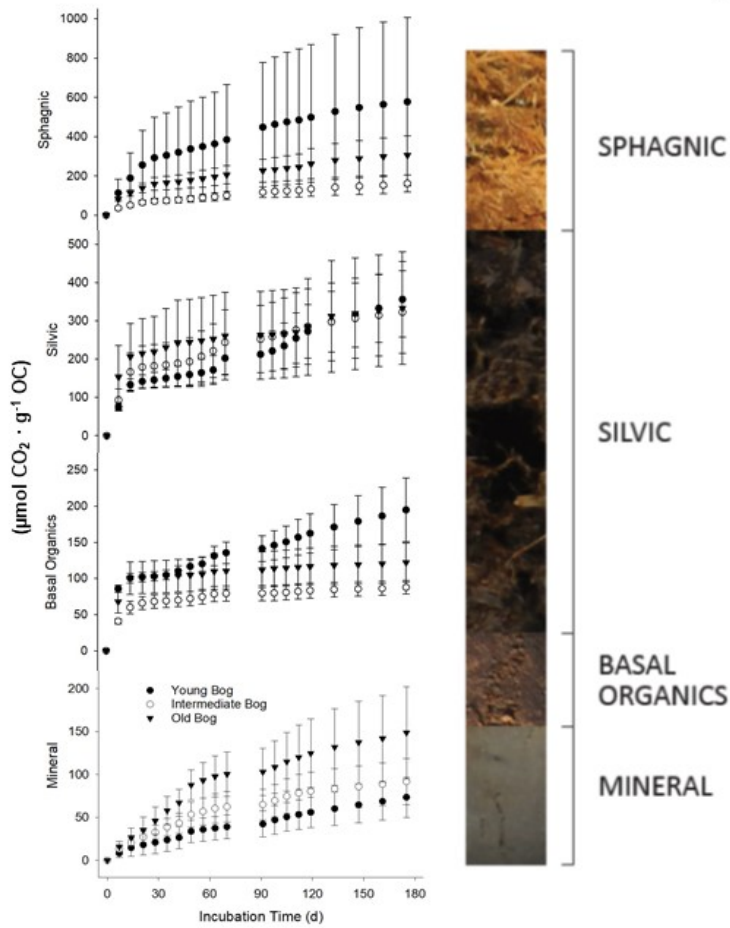 1000
800
600
400
200
0
Sphagnic
SPHAGNIC
500
400
300
200
100
0
Silvic
SILVIC
(µmol CO₂ · g⁻¹ OC)
250
200
150
100
50
0
Basal Organics
BASAL
ORGANICS
200
150
100
50
0
Mineral
Young Bog
Intermediate Bog
Old Bog
MINERAL
0 30 60 90 120 150 180
Incubation Time (d)